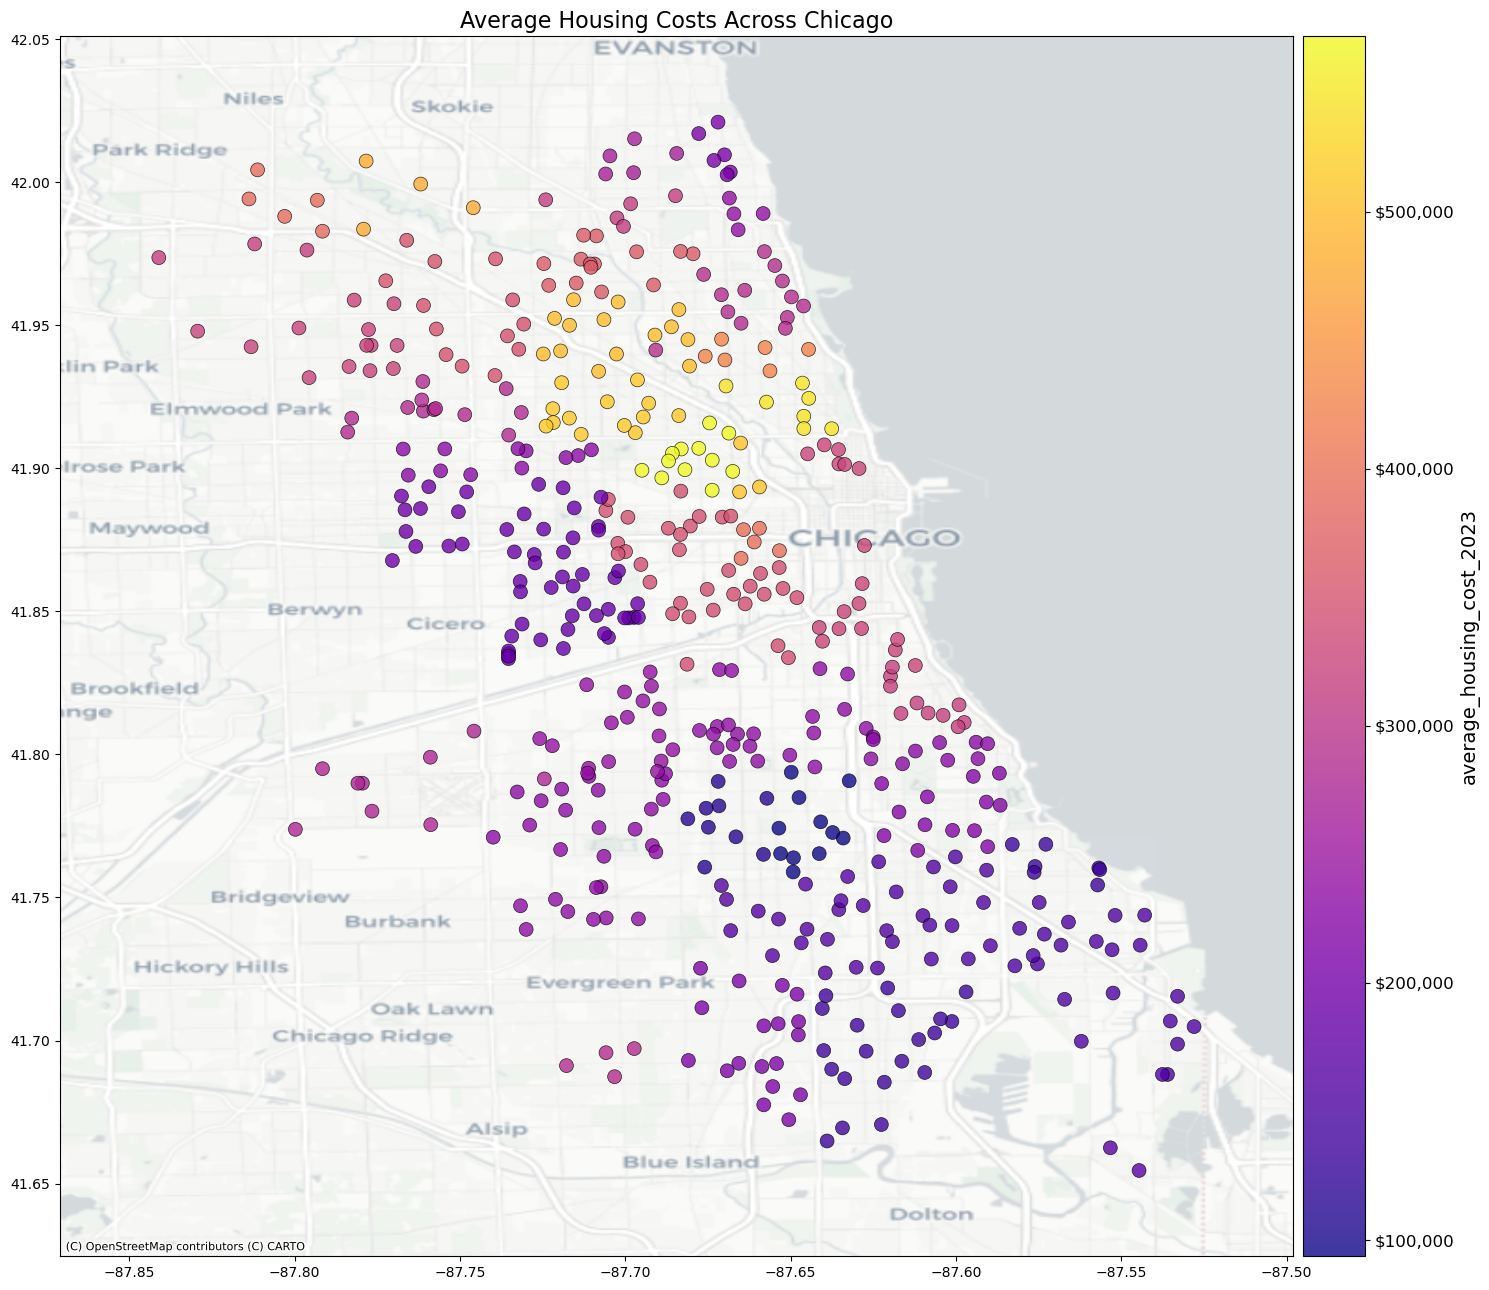 Average Housing Costs Across Chicago
42.05
42.00
41.95
41.90
41.85
41.80
41.75
41.70
41.65
EVANSTON
Niles
Skokie
Park Ridge
klin Park
Elmwood Park
lrose Park
Maywood
CHICAGO
Berwyn
Cicero
Brookfield
ange
Bridgeview
Burbank
Hickory Hills
Evergreen Park
Oak Lawn
Chicago Ridge
Alsip
Blue Island
Dolton
(C) OpenStreetMap contributors (C) CARTO
−87.85
−87.80
−87.75
−87.70
−87.65
−87.60
−87.55
−87.50
$500,000
$400,000
$300,000
$200,000
$100,000
average_housing_cost_2023